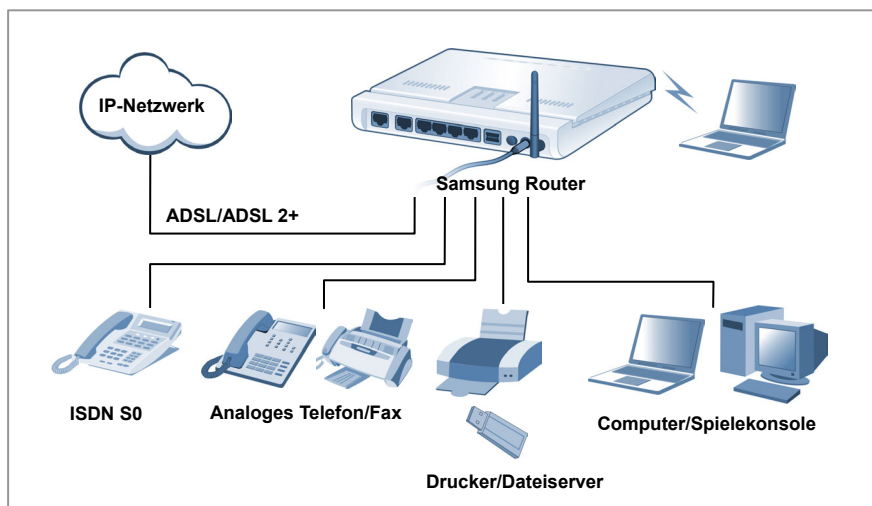 IP-Netzwerk
Samsung Router
ADSL/ADSL 2+
ISDN S0
Analoges Telefon/Fax
Computer/Spielekonsole
Drucker/Dateiserver